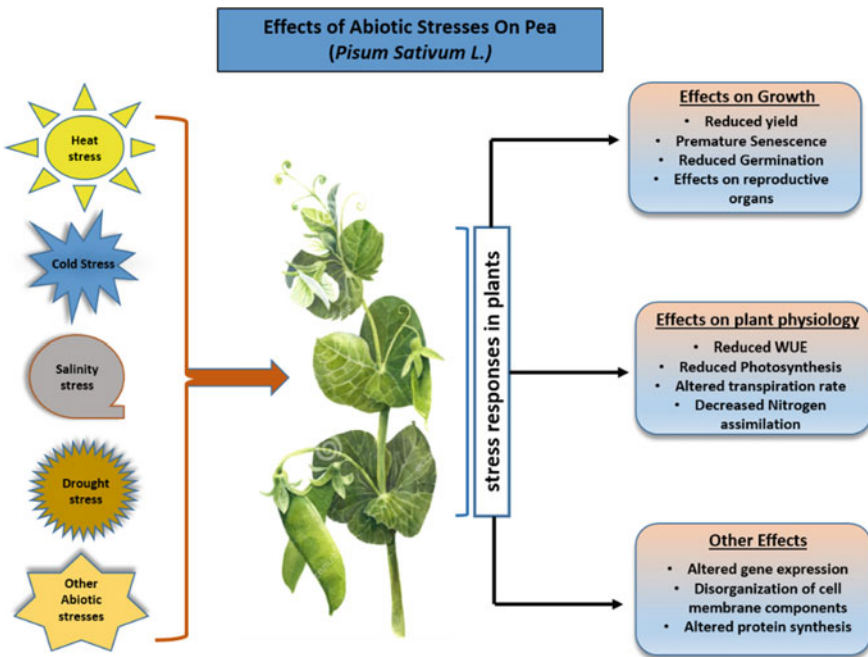 Effects of Abiotic Stresses On Pea
(Pisum Sativum L.)
Heat
stress
Cold Stress
Salinity
stress
Drought
stress
Other
Abiotic
stresses
stress responses in plants
Effects on Growth
• Reduced yield
• Premature Senescence
• Reduced Germination
• Effects on reproductive
organs
Effects on plant physiology
• Reduced WUE
• Reduced Photosynthesis
• Altered transpiration rate
• Decreased Nitrogen
assimilation
Other Effects
• Altered gene expression
• Disorganization of cell
membrane components
• Altered protein synthesis